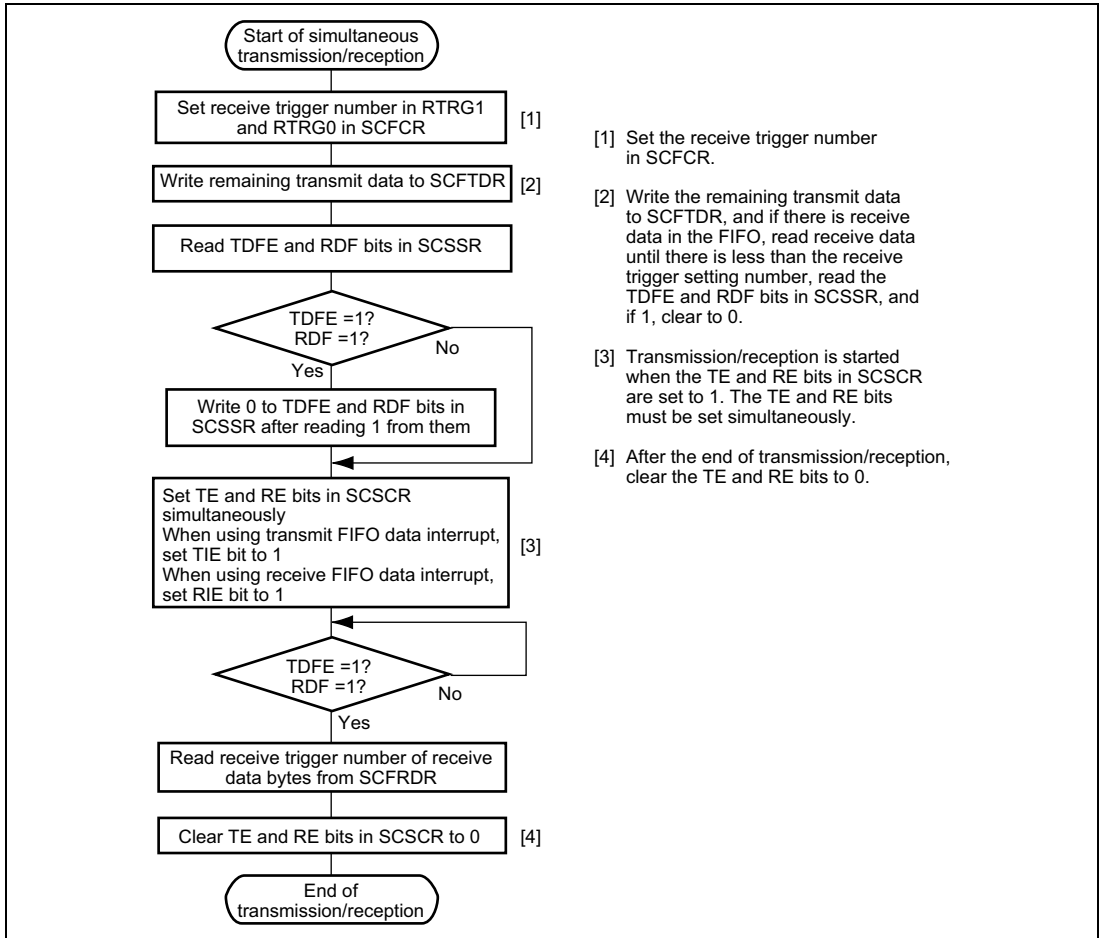 Start of simultaneous
transmission/reception
Set receive trigger number in RTRG1
and RTRG0 in SCFCR
[1]
Write remaining transmit data to SCFTDR
[2]
Read TDFE and RDF bits in SCSSR
TDFE =1?
RDF =1?
No
Yes
Write 0 to TDFE and RDF bits in
SCSSR after reading 1 from them
Set TE and RE bits in SCSCR
simultaneously
When using transmit FIFO data interrupt,
set TIE bit to 1
When using receive FIFO data interrupt,
set RIE bit to 1
[3]
TDFE =1?
RDF =1?
No
Yes
Read receive trigger number of receive
data bytes from SCFRDR
Clear TE and RE bits in SCSCR to 0
[4]
End of
transmission/reception
[1] Set the receive trigger number
in SCFCR.
[2] Write the remaining transmit data
to SCFTDR, and if there is receive
data in the FIFO, read receive data
until there is less than the receive
trigger setting number, read the
TDFE and RDF bits in SCSSR, and
if 1, clear to 0.
[3] Transmission/reception is started
when the TE and RE bits in SCSCR
are set to 1. The TE and RE bits
must be set simultaneously.
[4] After the end of transmission/reception,
clear the TE and RE bits to 0.